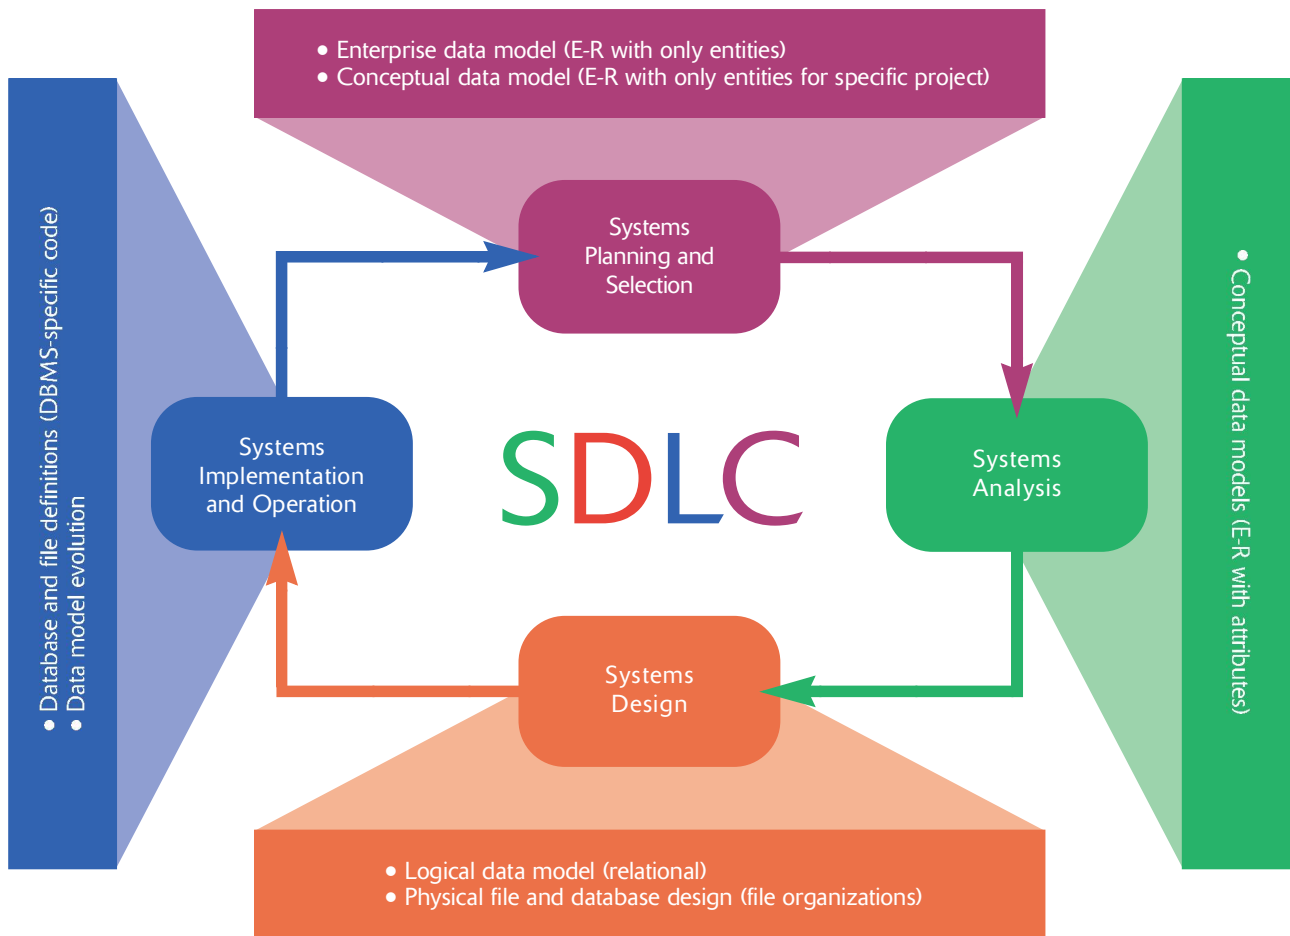 • Enterprise data model (E-R with only entities)
• Conceptual data model (E-R with only entities for specific project)
Systems
Planning and
Selection
• Database and file definitions (DBMS-specific code)
• Data model evolution
Systems
Implementation
and Operation
SDLC
Systems
Analysis
• Conceptual data models (E-R with attributes)
Systems
Design
• Logical data model (relational)
• Physical file and database design (file organizations)